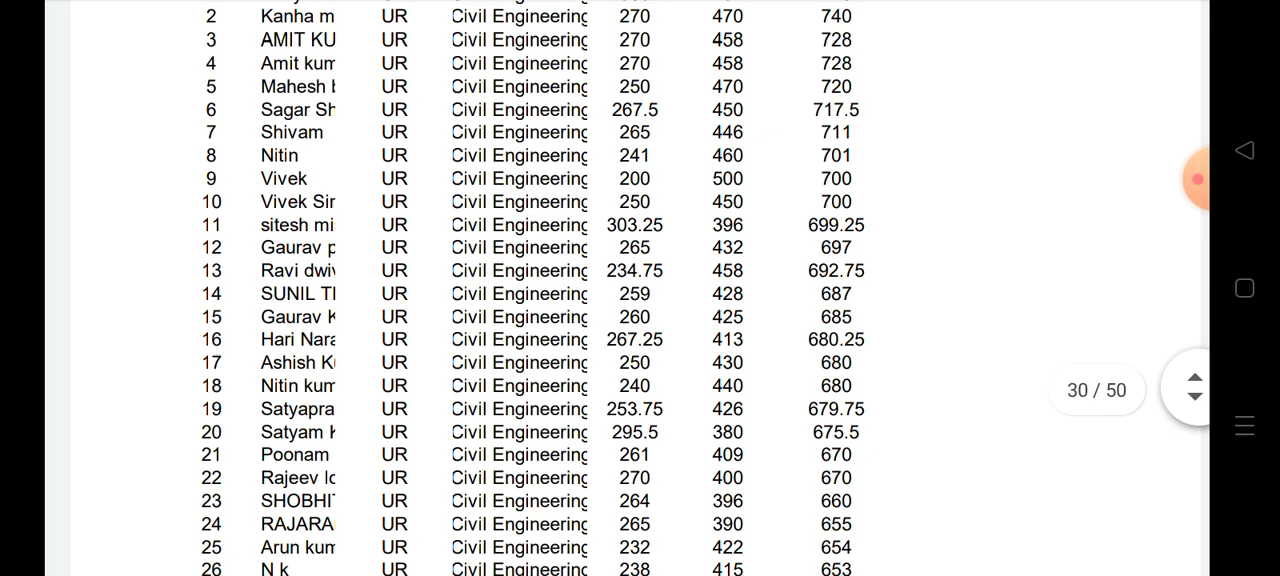 2 Kanha m UR Civil Engineering 270 470 740
3 AMIT KU UR Civil Engineering 270 458 728
4 Amit kum UR Civil Engineering 270 458 728
5 Mahesh UR Civil Engineering 250 470 720
6 Sagar Sh UR Civil Engineering 267.5 450 717.5
7 Shivam UR Civil Engineering 265 446 711
8 Nitin UR Civil Engineering 241 460 701
9 Vivek UR Civil Engineering 200 500 700
10 Vivek Sin UR Civil Engineering 250 450 700
11 sitesh mi UR Civil Engineering 303.25 396 699.25
12 Gaurav p UR Civil Engineering 265 432 697
13 Ravi dwiv UR Civil Engineering 234.75 458 692.75
14 SUNIL UR Civil Engineering 259 428 687
15 Gaurav K UR Civil Engineering 260 425 685
16 Hari Nara UR Civil Engineering 267.25 413 680.25
17 Ashish Ku UR Civil Engineering 250 430 680
18 Nitin kum UR Civil Engineering 240 440 680
19 Satyapra UR Civil Engineering 253.75 426 679.75
20 Satyam K UR Civil Engineering 295.5 380 675.5
21 Poonam UR Civil Engineering 261 409 670
22 Rajeev UR Civil Engineering 270 400 670
23 SHOBHIT UR Civil Engineering 264 396 660
24 RAJARA UR Civil Engineering 265 390 655
25 Arun kum UR Civil Engineering 232 422 654
26 N k UR Civil Engineering 238 415 653
30 / 50